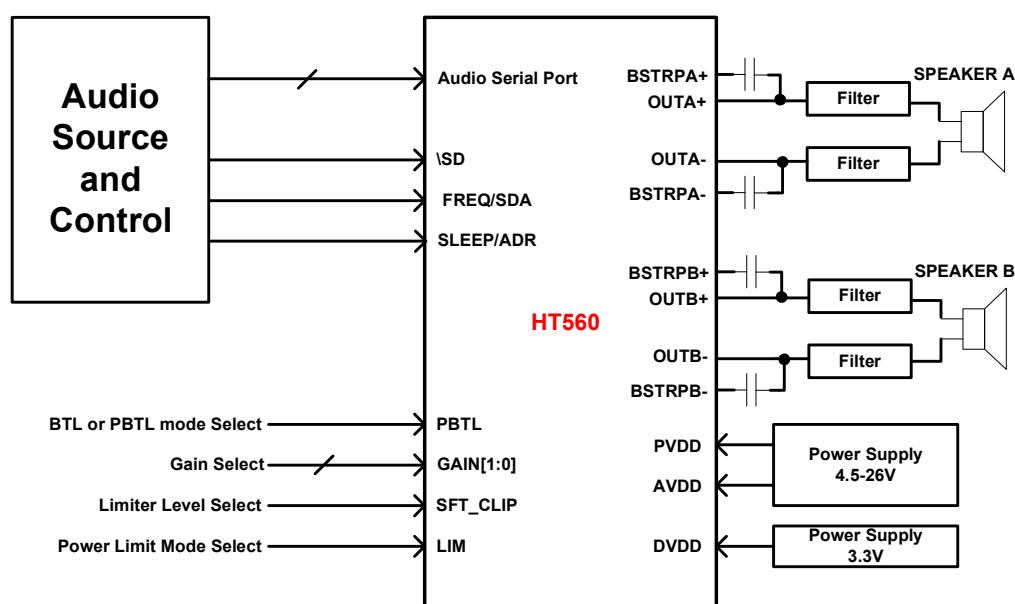 Audio
Source
and
Control
Audio Serial Port
\SD
FREQ/SDA
SLEEP/ADR
BTL or PBTL mode Select
PBTL
Gain Select
GAIN[1:0]
Limiter Level Select
SFT_CLIP
Power Limit Mode Select
LIM
HT560
BSTRPA+
OUTA+
OUTA-
BSTRPA-
BSTRPB+
OUTB+
OUTB-
BSTRPB-
PVDD
AVDD
DVDD
Filter
Filter
SPEAKER A
Filter
Filter
SPEAKER B
Power Supply
4.5-26V
Power Supply
3.3V